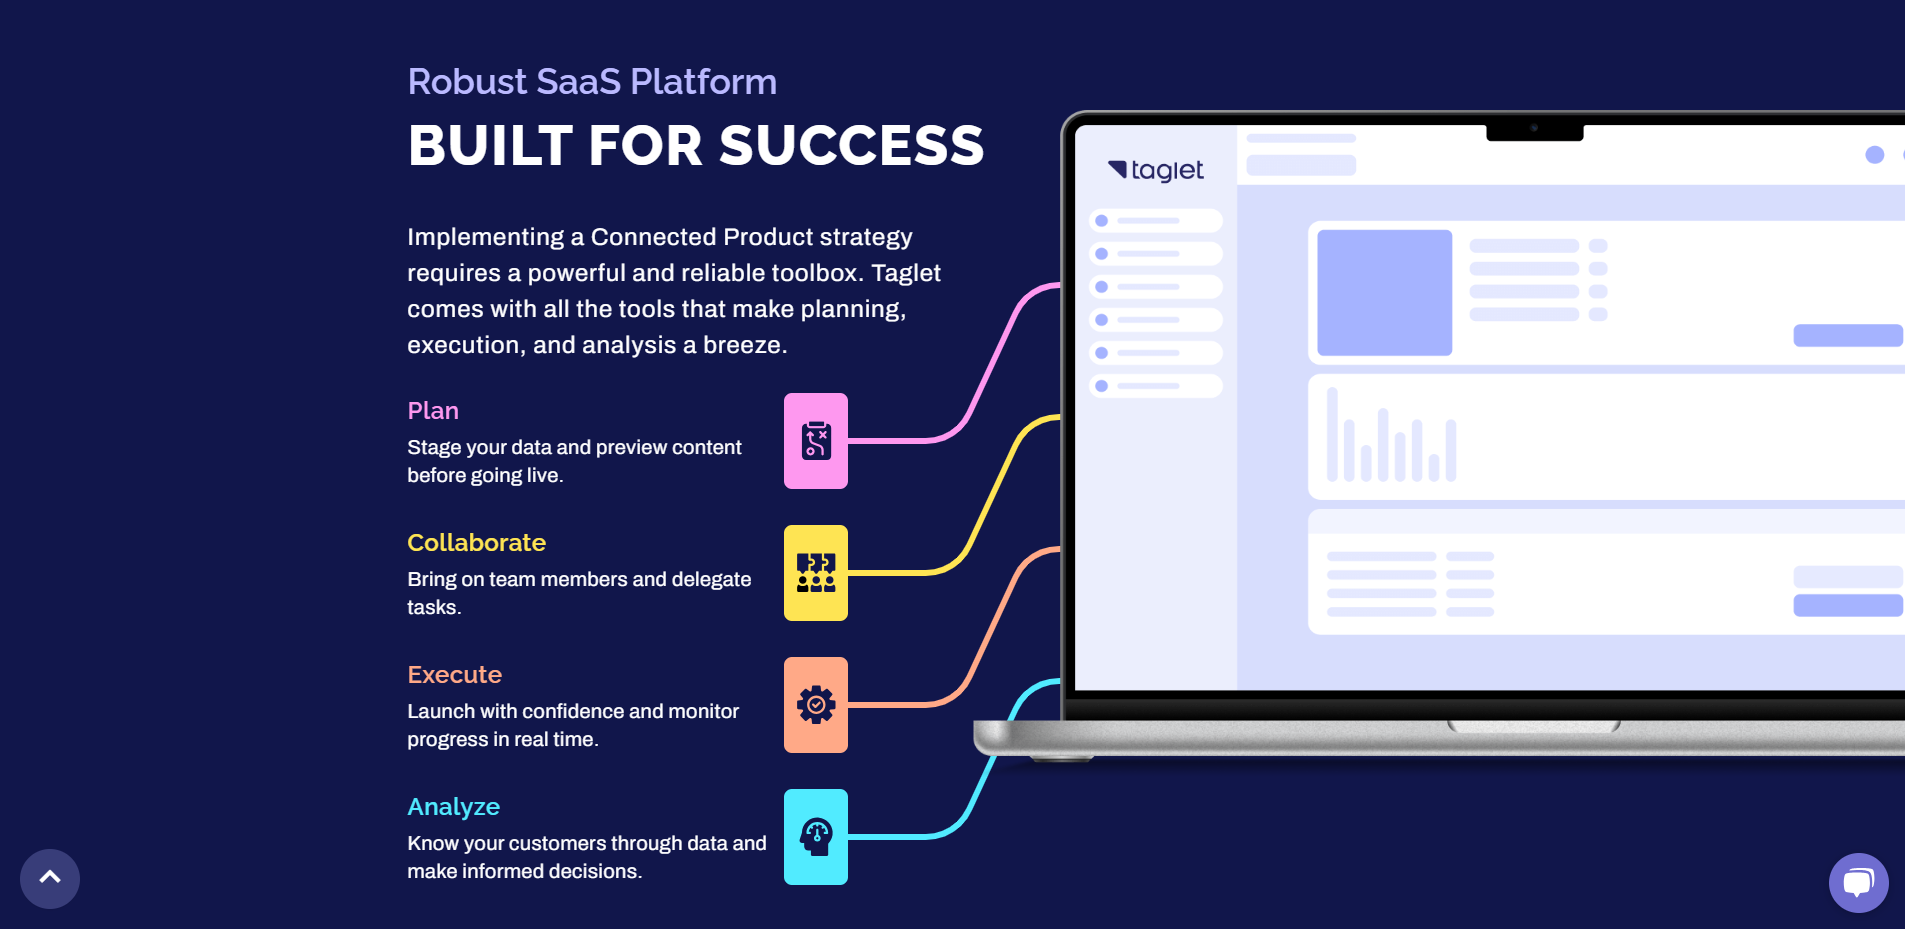 Robust SaaS Platform
BUILT FOR SUCCESS
Implementing a Connected Product strategy
requires a powerful and reliable toolbox. Taglet
comes with all the tools that make planning,
execution, and analysis a breeze.
Plan
Stage your data and preview content
before going live.
Collaborate
Bring on team members and delegate
tasks.
Execute
Launch with confidence and monitor
progress in real time.
Analyze
Know your customers through data and
make informed decisions.
taglet